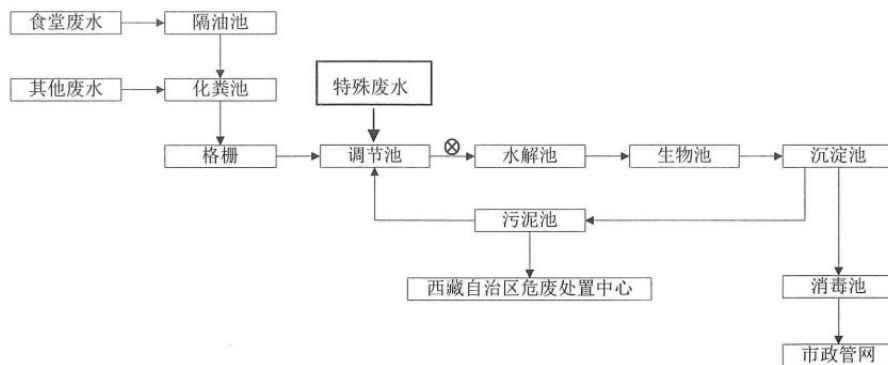 食堂废水
隔油池
其他废水
化粪池
特殊废水
格栅
调节池
水解池
生物池
沉淀池
污泥池
西藏自治区危废处置中心
消毒池
市政管网